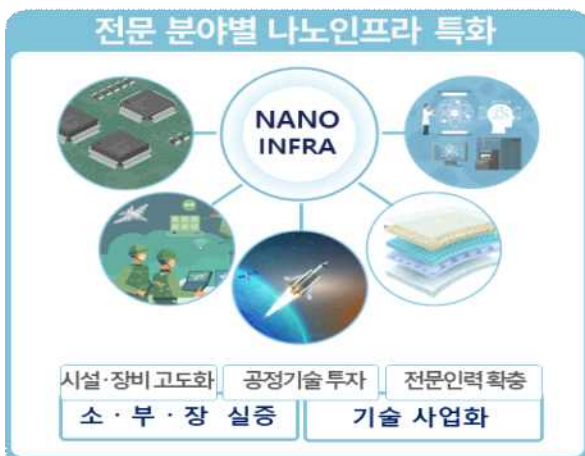 전문 분야별 나노인프라 특화
NANO
INFRA
시설·장비 고도화 공정기술 투자 전문인력 확충
소·부·장 실증 기술 사업화